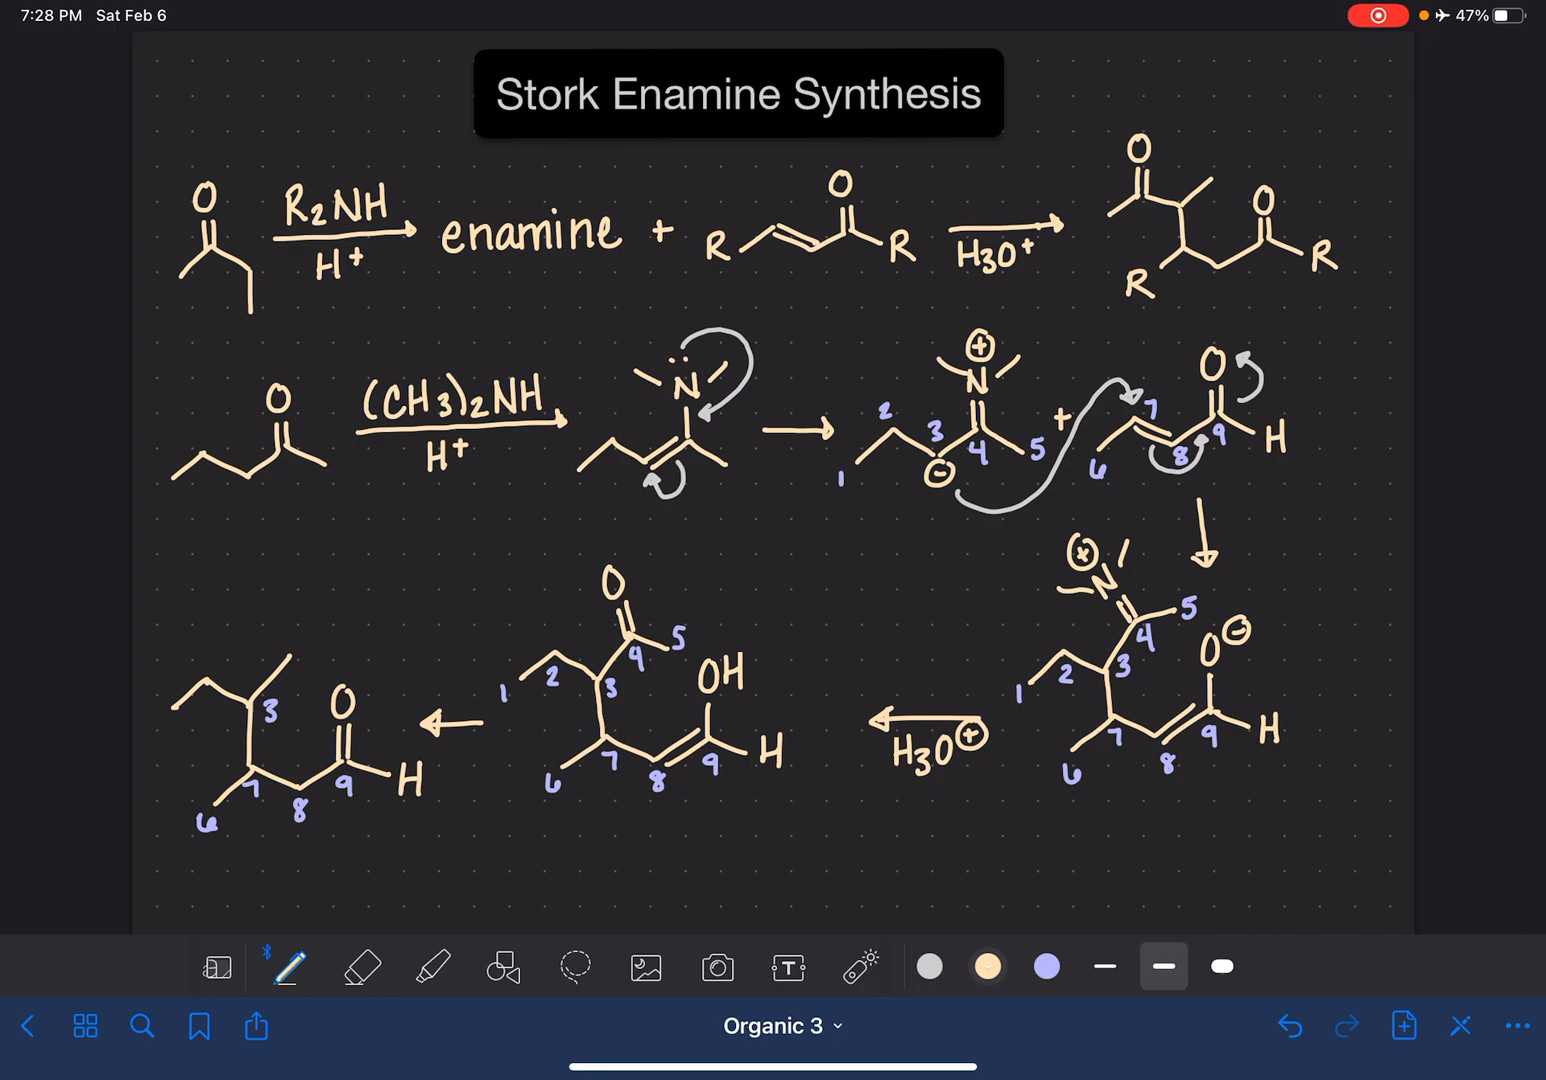 7:28 PM Sat Feb 6
47%
Stork Enamine Synthesis
O R₂NH H⁺ enamine + R O R H₃O⁺ O R O R
O (CH₃)₂NH H⁺ N ⊕ N 1 2 3 ⊖ 4 5 + 6 7 8 9 O H
⊕ N 1 2 3 4 5 6 7 8 9 O⊖ H
H₃O⊕
O 1 2 3 4 5 6 7 8 9 OH H
3 6 7 8 9 O H
T
Organic 3